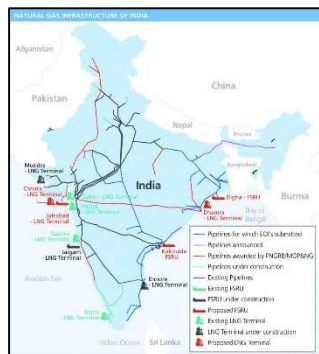 NATURAL GAS INFRASTRUCTURE OF INDIA
Afganistan
China
Pakistan
Nepal
Bhutan
Bangladesh
Mundra
- LNG Terminal
India
Burma
Chhara
- LNG Terminal
- LNG Terminal
Digha - FSRU
Jafrabad
- LNG Terminal
Dhamra
- LNG Terminal
Bay of
Bengal
- LNG Terminal
Jaigarh
- LNG Terminal
Kakinada
FSRU
Arabian Sea
Ennore
- LNG Terminal
Kochi
- LNG Terminal
Indian Ocean
Sri Lanka
Pipelines for which EOI's submitted
Pipelines announced
Pipelines awarded by PNGRB/MOP&NG
Pipelines under construction
Existing Pipelines
Existing FSRU
FSRU under construction
Proposed FSRU
Existing LNG Terminal
LNG Terminal under construction
Proposed LNG Terminal